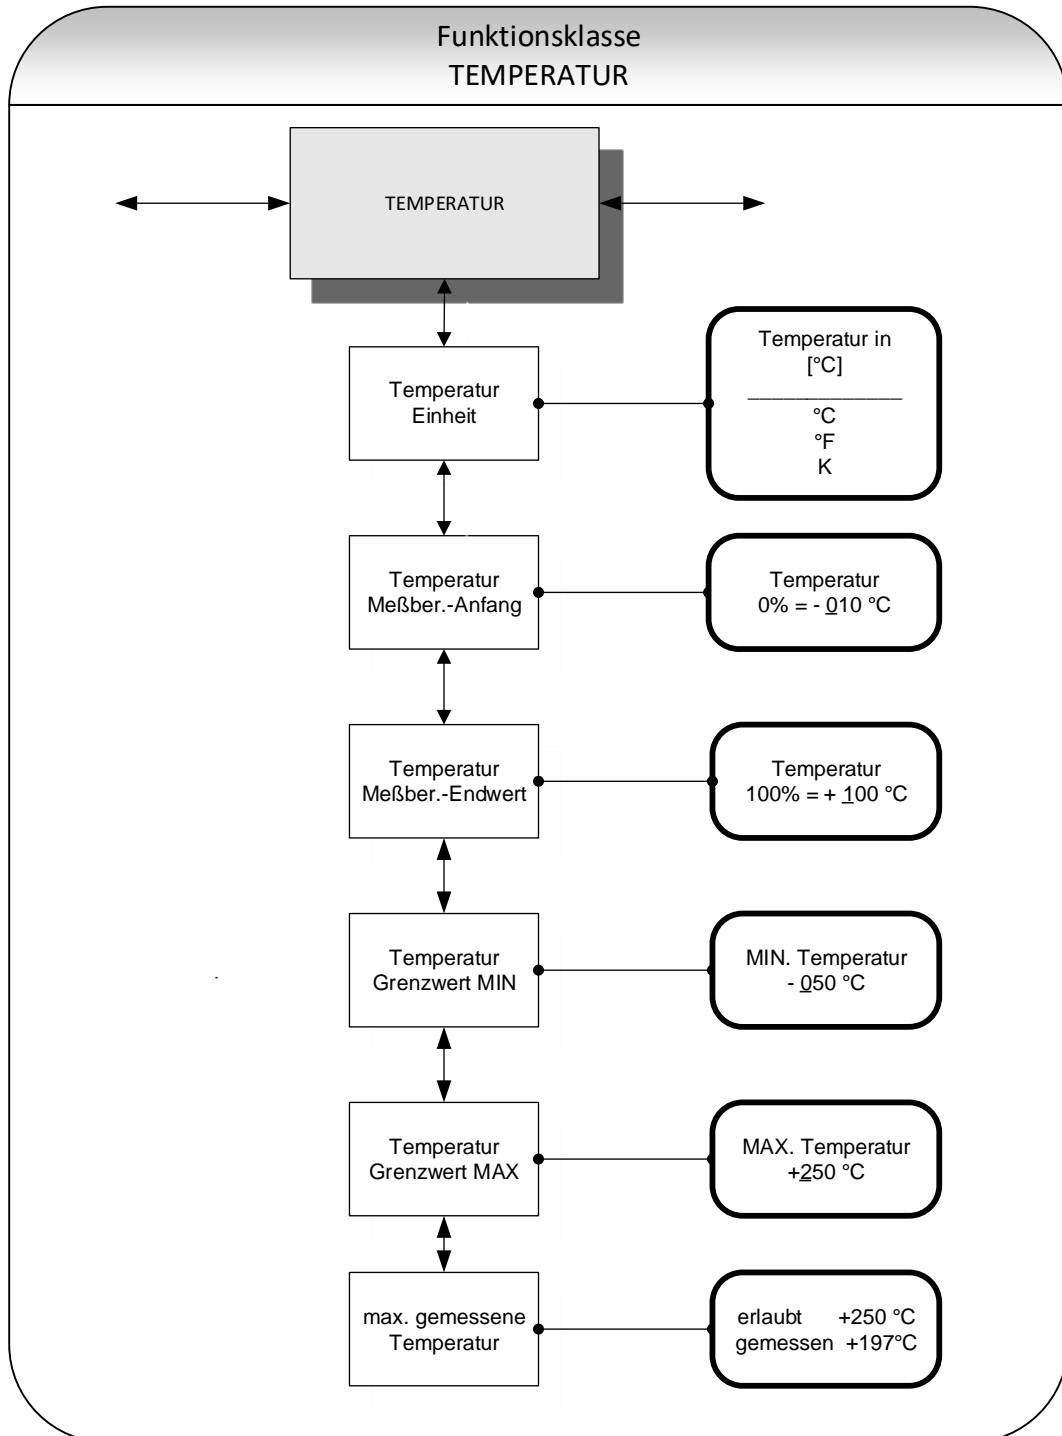 Funktionsklasse
TEMPERATUR
TEMPERATUR
Temperatur
Einheit
Temperatur in
[°C]
_____________
°C
°F
K
Temperatur
Meßber.-Anfang
Temperatur
0% = - 010 °C
Temperatur
Meßber.-Endwert
Temperatur
100% = + 100 °C
Temperatur
Grenzwert MIN
MIN. Temperatur
- 050 °C
Temperatur
Grenzwert MAX
MAX. Temperatur
+250 °C
max. gemessene
Temperatur
erlaubt +250 °C
gemessen +197°C